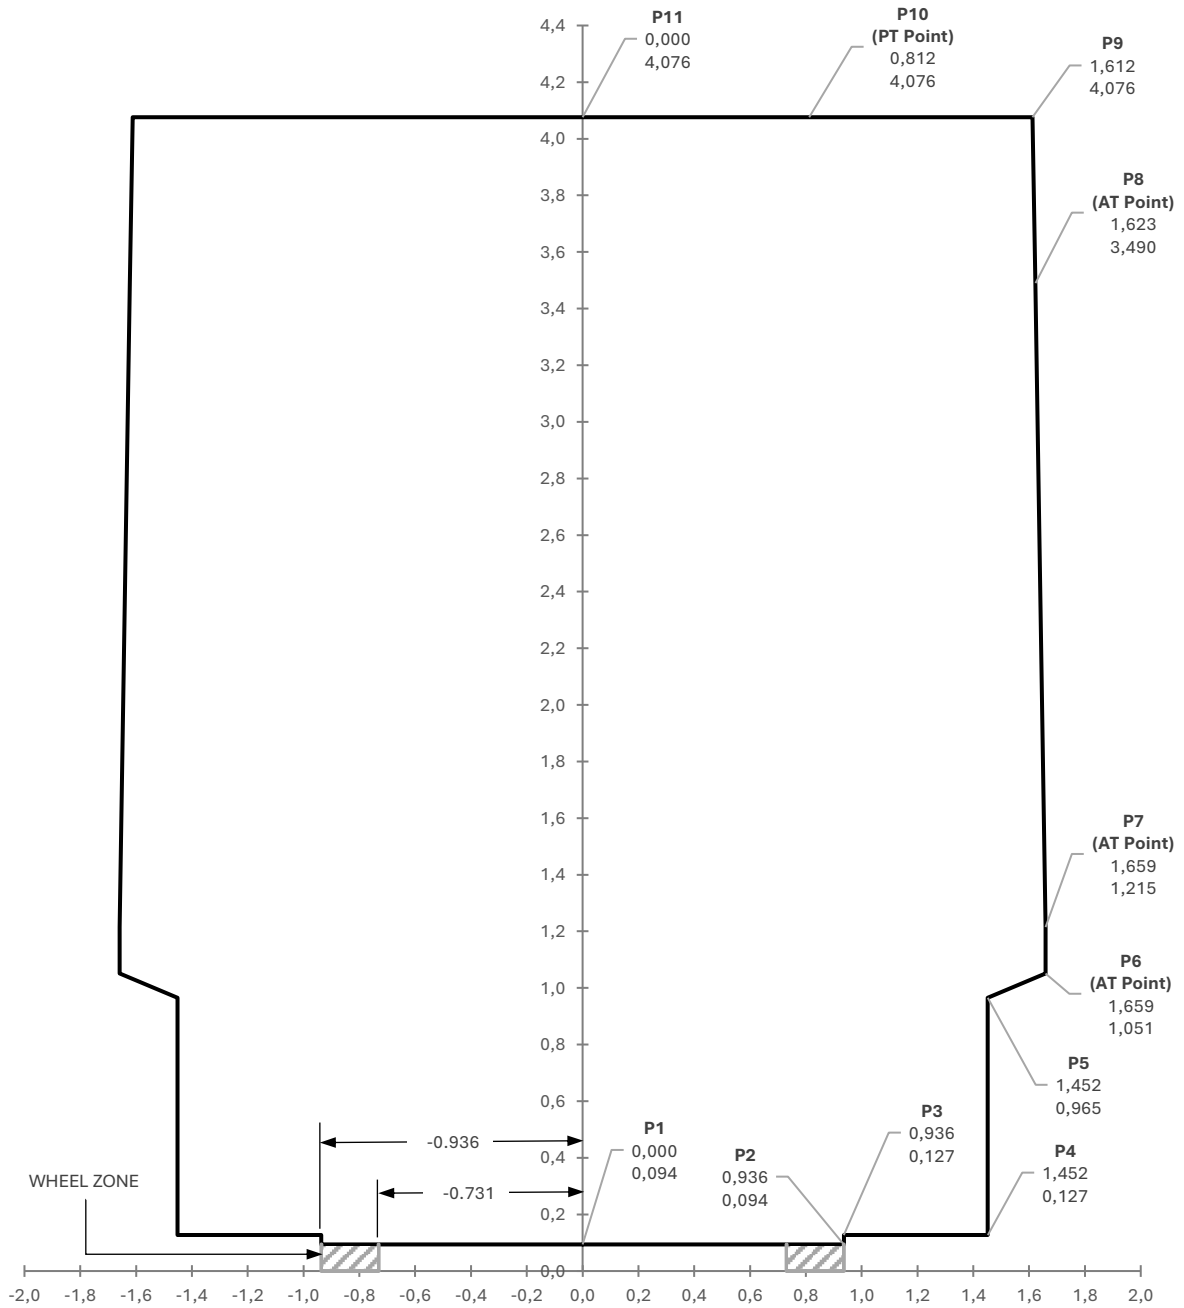 P11
0,000
4,076
P10
(PT Point)
0,812
4,076
P9
1,612
4,076
P8
(AT Point)
1,623
3,490
P7
(AT Point)
1,659
1,215
P6
(AT Point)
1,659
1,051
P5
1,452
0,965
P4
1,452
0,127
P3
0,936
0,127
P2
0,936
0,094
P1
0,000
0,094
-0.936
-0.731
WHEEL ZONE
4,4
4,2
4,0
3,8
3,6
3,4
3,2
3,0
2,8
2,6
2,4
2,2
2,0
1,8
1,6
1,4
1,2
1,0
0,8
0,6
0,4
0,2
0,0
-2,0 -1,8 -1,6 -1,4 -1,2 -1,0 -0,8 -0,6 -0,4 -0,2 0,0 0,2 0,4 0,6 0,8 1,0 1,2 1,4 1,6 1,8 2,0